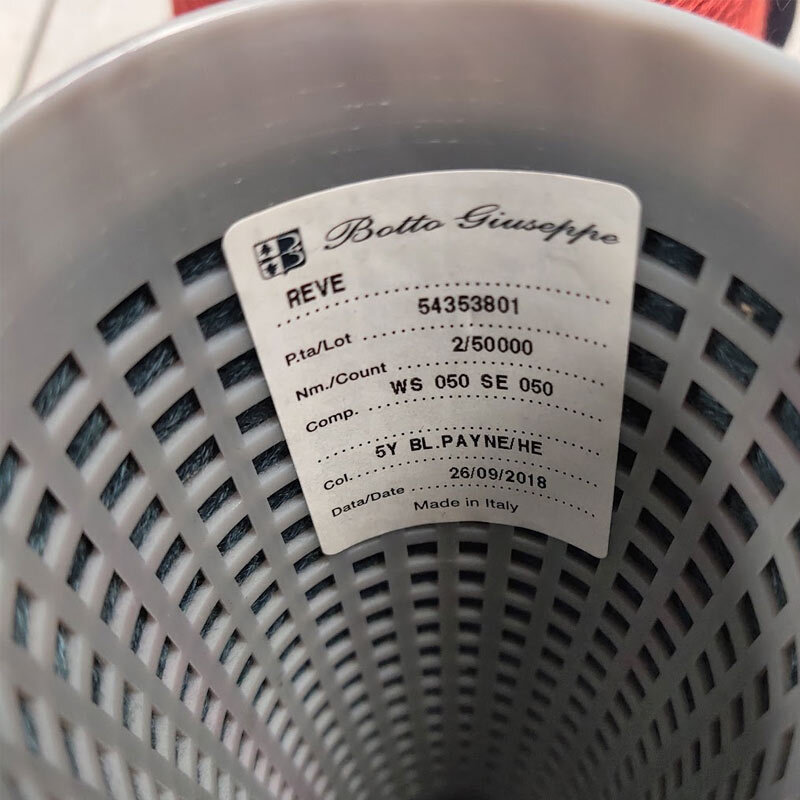 Botto Giuseppe
REVE
P.ta/Lot 54353801
Nm./Count 2/50000
Comp. WS 050 SE 050
Col. 5Y BL.PAYNE/HE
Data/Date 26/09/2018
Made in Italy